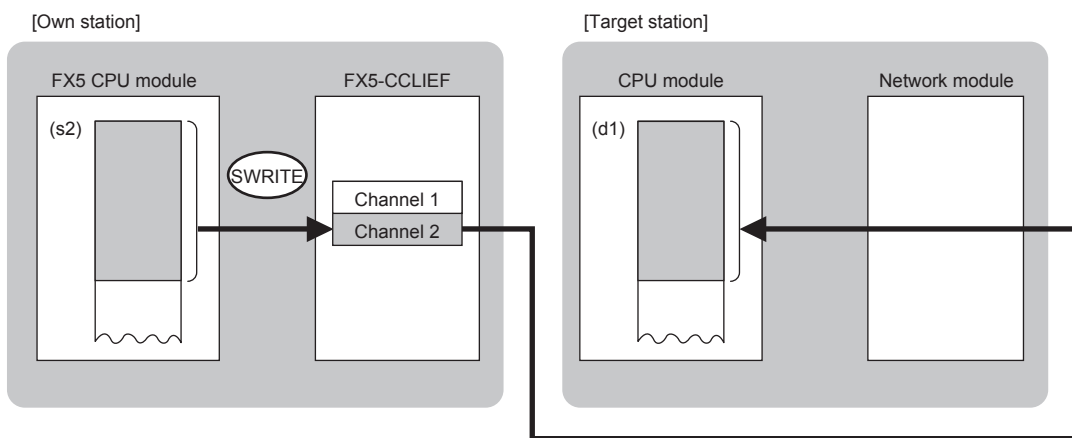 [Own station]
[Target station]
FX5 CPU module
FX5-CCLIEF
CPU module
Network module
(s2)
(d1)
SWRITE
Channel 1
Channel 2